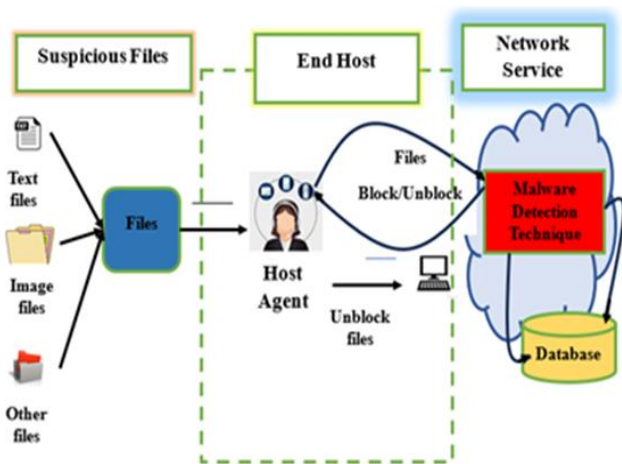 Suspicious Files
End Host
Network
Service
TXT
Text
files
Files
Image
files
Other
files
Host
Agent
Files
Block/Unblock
Unblock
files
Malware
Detection
Technique
Database